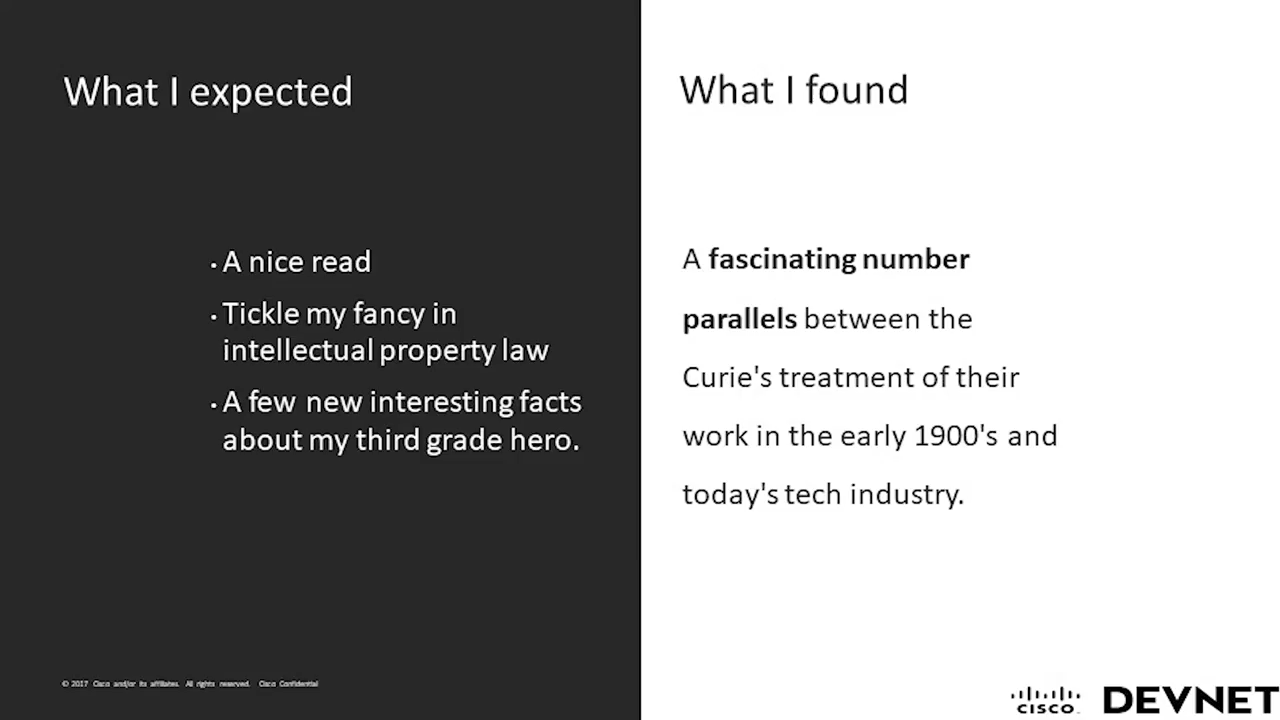 What I expected
· A nice read
· Tickle my fancy in
intellectual property law
· A few new interesting facts
about my third grade hero.
What I found
A fascinating number
parallels between the
Curie's treatment of their
work in the early 1900's and
today's tech industry.
© 2017 Cisco and/or its affiliates. All rights reserved. Cisco Confidential
CISCO DEVNET